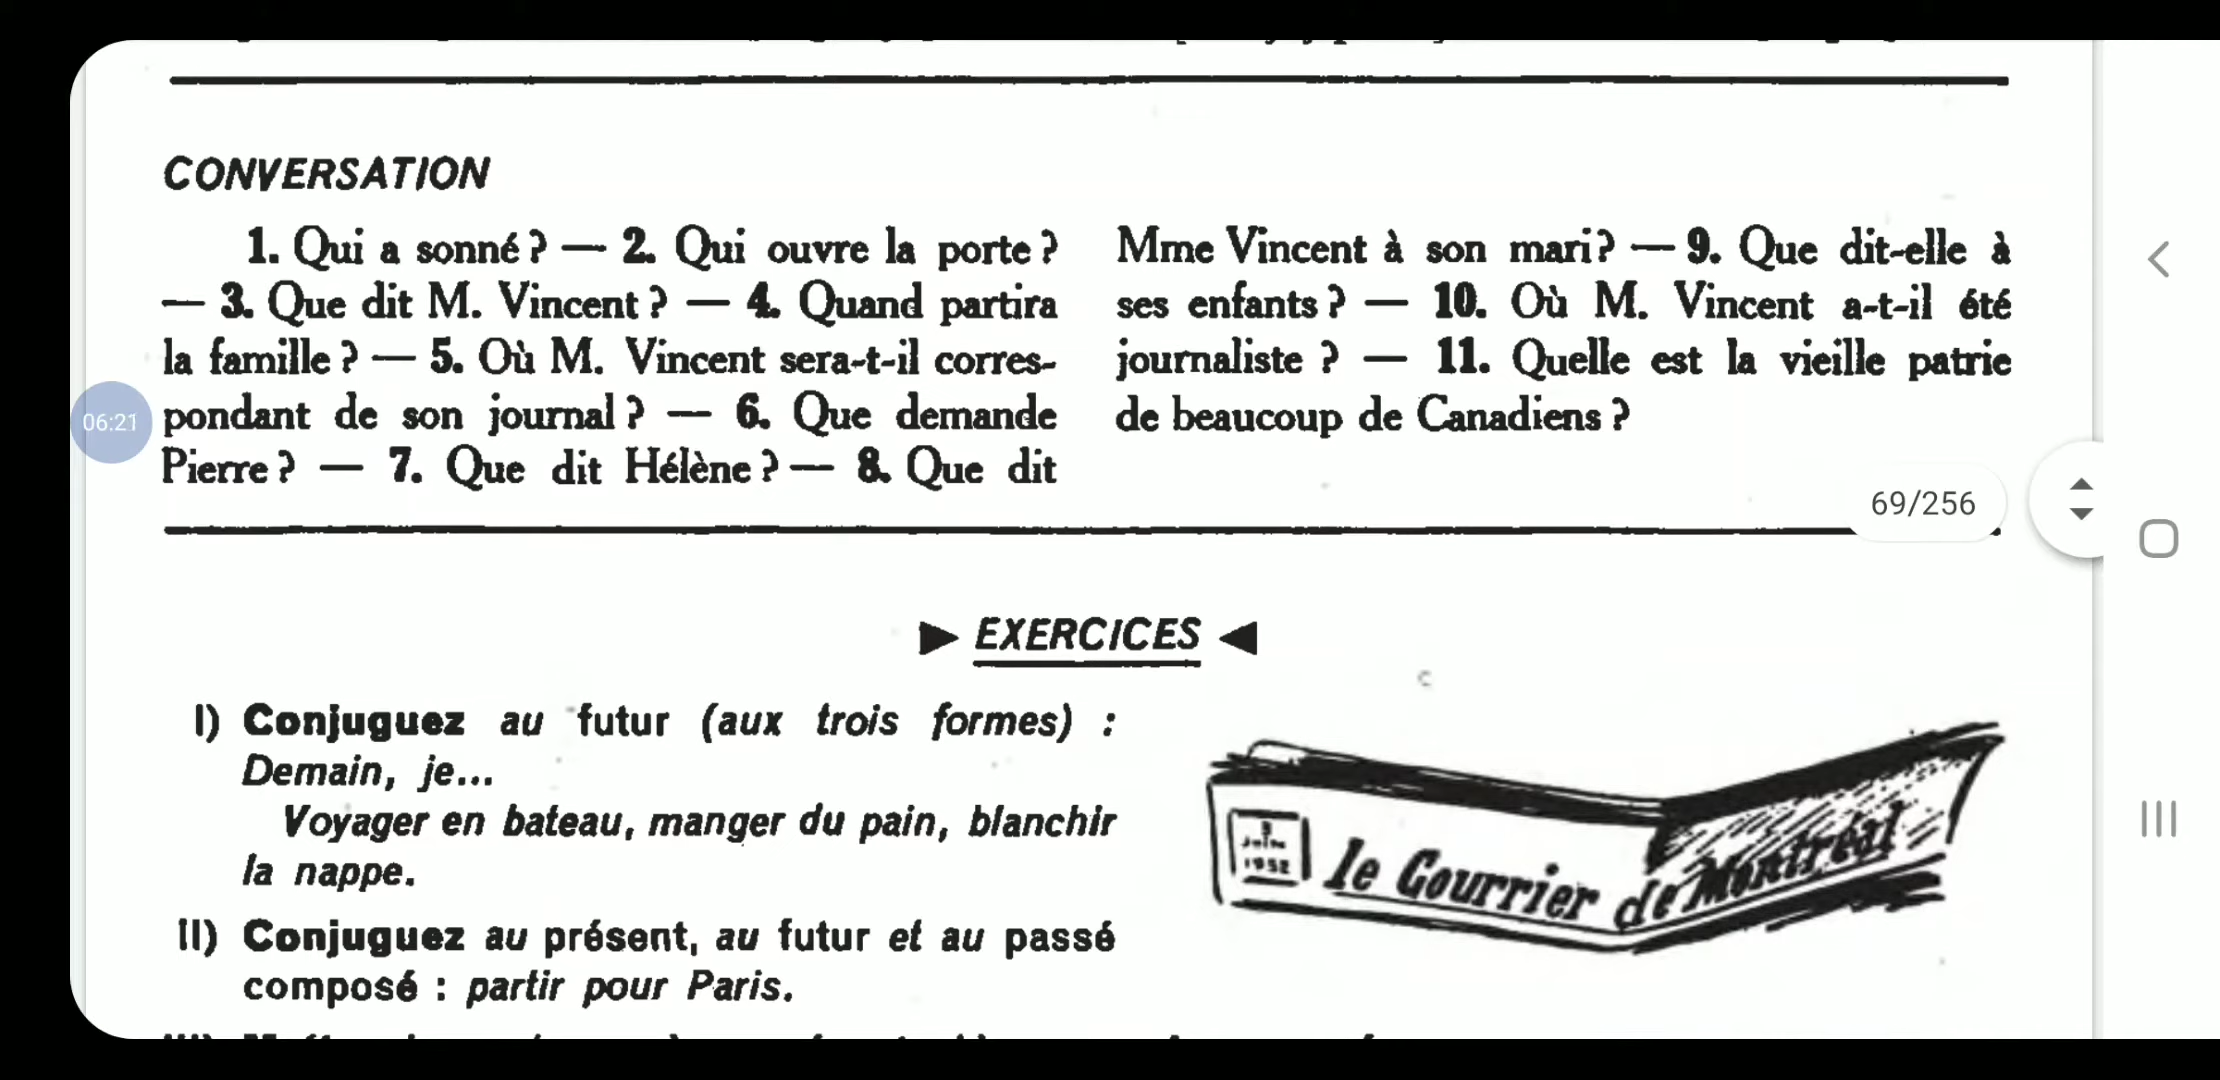 CONVERSATION
1. Qui a sonné ? — 2. Qui ouvre la porte ?
— 3. Que dit M. Vincent ? — 4. Quand partira
la famille ? — 5. Où M. Vincent sera-t-il corres-
pondant de son journal ? — 6. Que demande
Pierre ? — 7. Que dit Hélène ? — 8. Que dit
Mme Vincent à son mari ? — 9. Que dit-elle à
ses enfants ? — 10. Où M. Vincent a-t-il été
journaliste ? — 11. Quelle est la vieille patrie
de beaucoup de Canadiens ?
06:21
69/256
▶ EXERCICES ◀
I) Conjuguez au futur (aux trois formes) :
Demain, je...
Voyager en bateau, manger du pain, blanchir
la nappe.
II) Conjuguez au présent, au futur et au passé
composé : partir pour Paris.
3
Juin
1952
le Courrier de Montréal